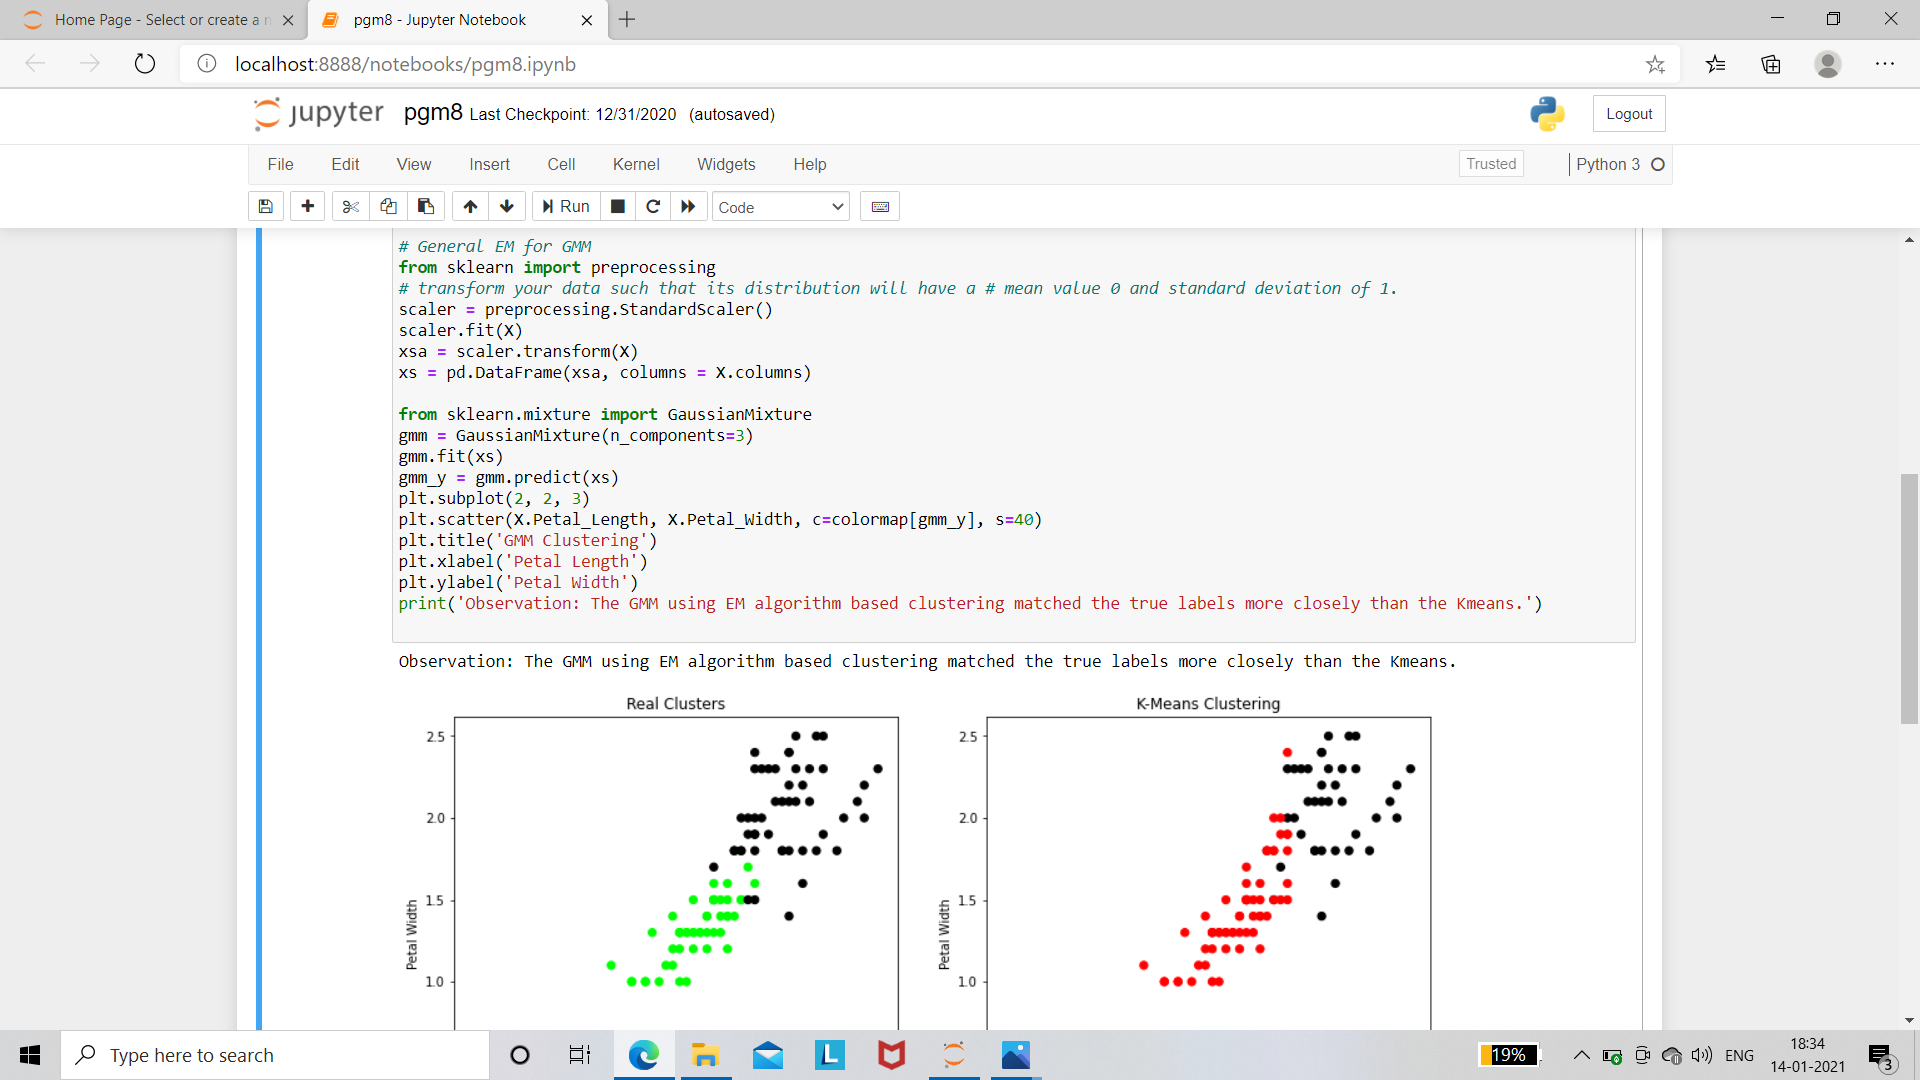 Home Page - Select or create a n
pgm8 - Jupyter Notebook
localhost:8888/notebooks/pgm8.ipynb
jupyter pgm8 Last Checkpoint: 12/31/2020 (autosaved)
Logout
File Edit View Insert Cell Kernel Widgets Help
Trusted
Python 3
Run
Code
# General EM for GMM
from sklearn import preprocessing
# transform your data such that its distribution will have a # mean value 0 and standard deviation of 1.
scaler = preprocessing.StandardScaler()
scaler.fit(X)
xsa = scaler.transform(X)
xs = pd.DataFrame(xsa, columns = X.columns)
from sklearn.mixture import GaussianMixture
gmm = GaussianMixture(n_components=3)
gmm.fit(xs)
gmm_y = gmm.predict(xs)
plt.subplot(2, 2, 3)
plt.scatter(X.Petal_Length, X.Petal_Width, c=colormap[gmm_y], s=40)
plt.title('GMM Clustering')
plt.xlabel('Petal Length')
plt.ylabel('Petal Width')
print('Observation: The GMM using EM algorithm based clustering matched the true labels more closely than the Kmeans.')
Observation: The GMM using EM algorithm based clustering matched the true labels more closely than the Kmeans.
Real Clusters
2.5
2.0
1.5
1.0
Petal Width
K-Means Clustering
2.5
2.0
1.5
1.0
Petal Width
Type here to search
L
19%
ENG
18:34
14-01-2021
3